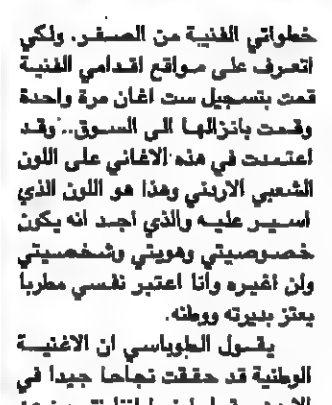 خطواتي الفنية من الصفر. ولكي
اتعرف على مواقع اقدامي الفنية
قمت بتسجيل ست اغان مرة واحدة
وقمت بانزالها الى السوق.. وقد
اعتمدت في هذه الاغاني على اللون
الشعبي الاردني وهذا هو اللون الذي
اسير عليه والذي أجد انه يكون
خصوصيتي وهويتي وشخصيتي
ولن أغيره وأنا اعتبر نفسي مطربا
يعتز بديرته ووطنه.
يقول الطوباسي ان الاغنية
الوطنية قد حققت نجاحا جيدا في